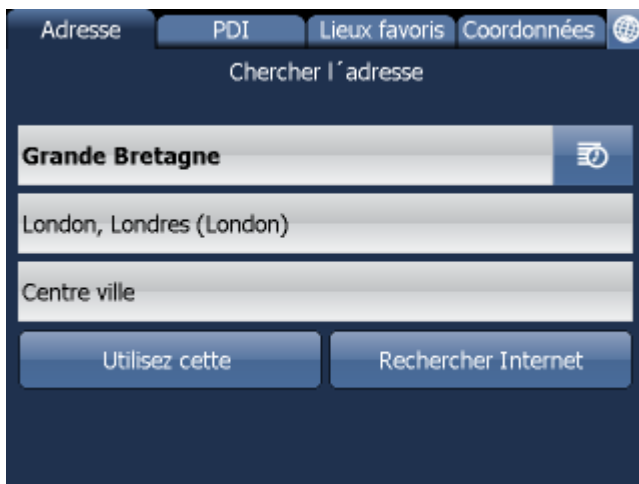 Adresse PDI Lieux favoris Coordonnées
Chercher l´adresse
Grande Bretagne
London, Londres (London)
Centre ville
Utilisez cette Rechercher Internet